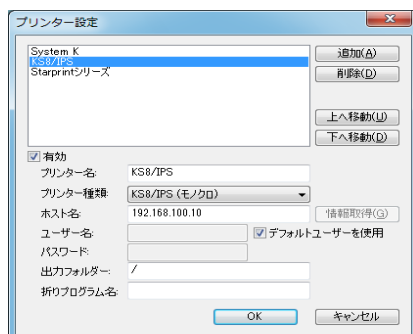 プリンター設定
System K
KS8/IPS
Starprintシリーズ
追加(A)
削除(D)
上へ移動(U)
下へ移動(D)
有効
プリンター名: KS8/IPS
プリンター種類: KS8/IPS (モノクロ)
ホスト名: 192.168.100.10 情報取得(G)
ユーザー名: デフォルトユーザーを使用
パスワード:
出力フォルダー: /
折りプログラム名:
OK キャンセル